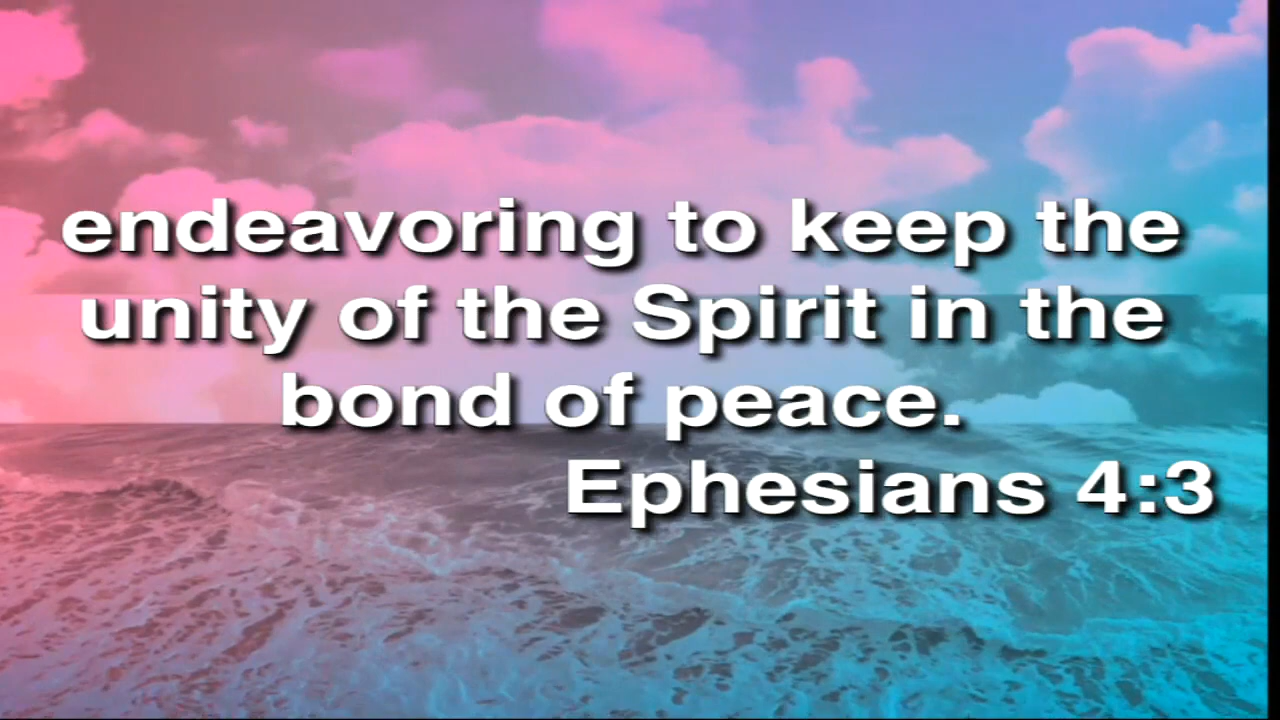 endeavoring to keep the
unity of the Spirit in the
bond of peace.
Ephesians 4:3